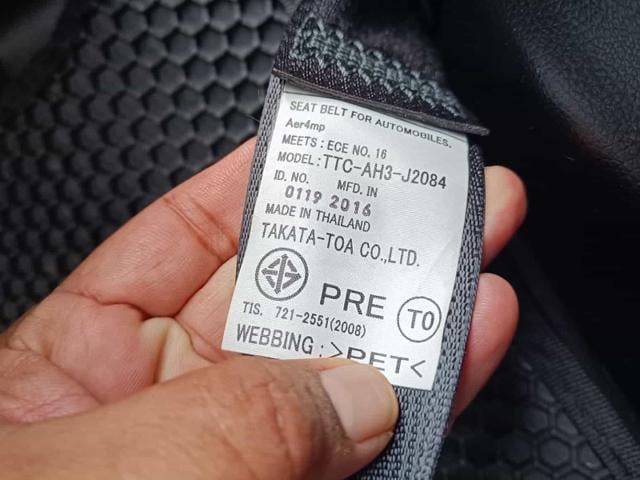 SEAT BELT FOR AUTOMOBILES.
Aer4mp
MEETS: ECE NO. 16
MODEL: TTC-AH3-J2084
ID. NO. MFD. IN
0119 2016
MADE IN THAILAND
TAKATA-TOA CO.,LTD.
PRE TO
TIS. 721-2551(2008)
WEBBING : >PET<